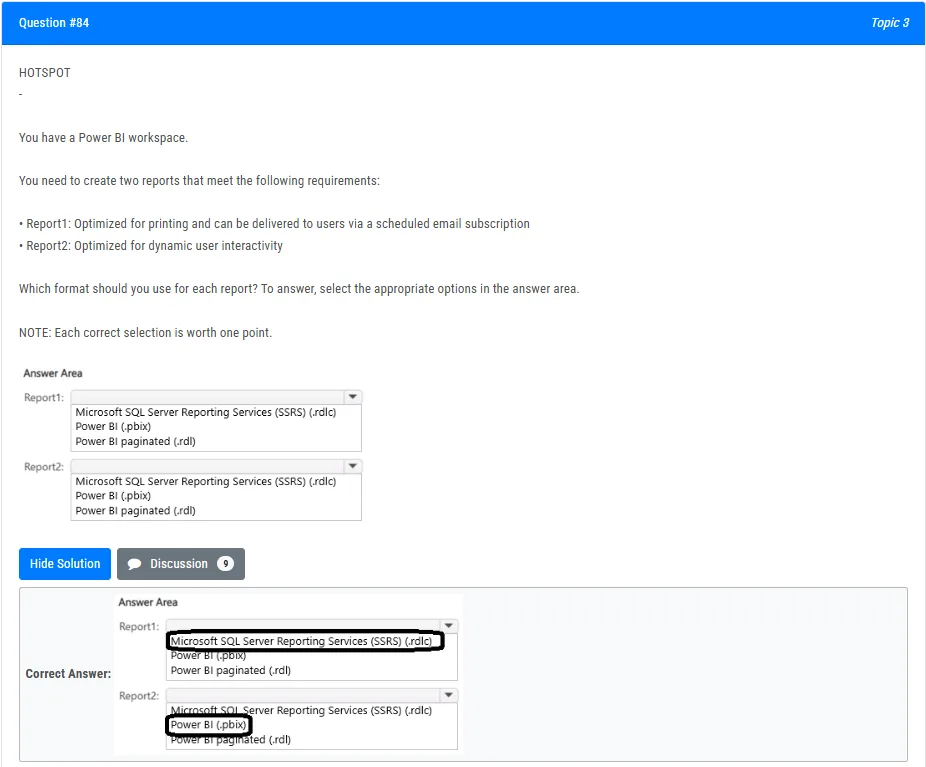 Question #84
Topic 3
HOTSPOT
-
You have a Power BI workspace.
You need to create two reports that meet the following requirements:
• Report1: Optimized for printing and can be delivered to users via a scheduled email subscription
• Report2: Optimized for dynamic user interactivity
Which format should you use for each report? To answer, select the appropriate options in the answer area.
NOTE: Each correct selection is worth one point.
Answer Area
Report1:
Microsoft SQL Server Reporting Services (SSRS) (.rdlc)
Power BI (.pbix)
Power BI paginated (.rdl)
Report2:
Microsoft SQL Server Reporting Services (SSRS) (.rdlc)
Power BI (.pbix)
Power BI paginated (.rdl)
Hide Solution
Discussion 9
Correct Answer:
Answer Area
Report1:
Microsoft SQL Server Reporting Services (SSRS) (.rdlc)
Power BI (.pbix)
Power BI paginated (.rdl)
Report2:
Microsoft SQL Server Reporting Services (SSRS) (.rdlc)
Power BI (.pbix)
Power BI paginated (.rdl)